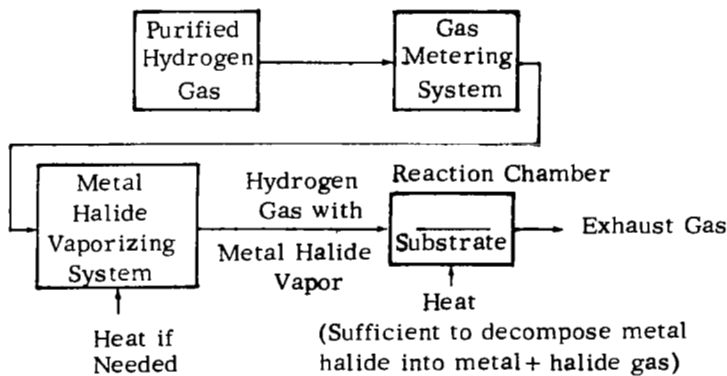 Purified
Hydrogen
Gas
Gas
Metering
System
Metal
Halide
Vaporizing
System
Hydrogen
Gas with
Metal Halide
Vapor
Reaction Chamber
Substrate
Exhaust Gas
Heat if
Needed
Heat
(Sufficient to decompose metal
halide into metal + halide gas)